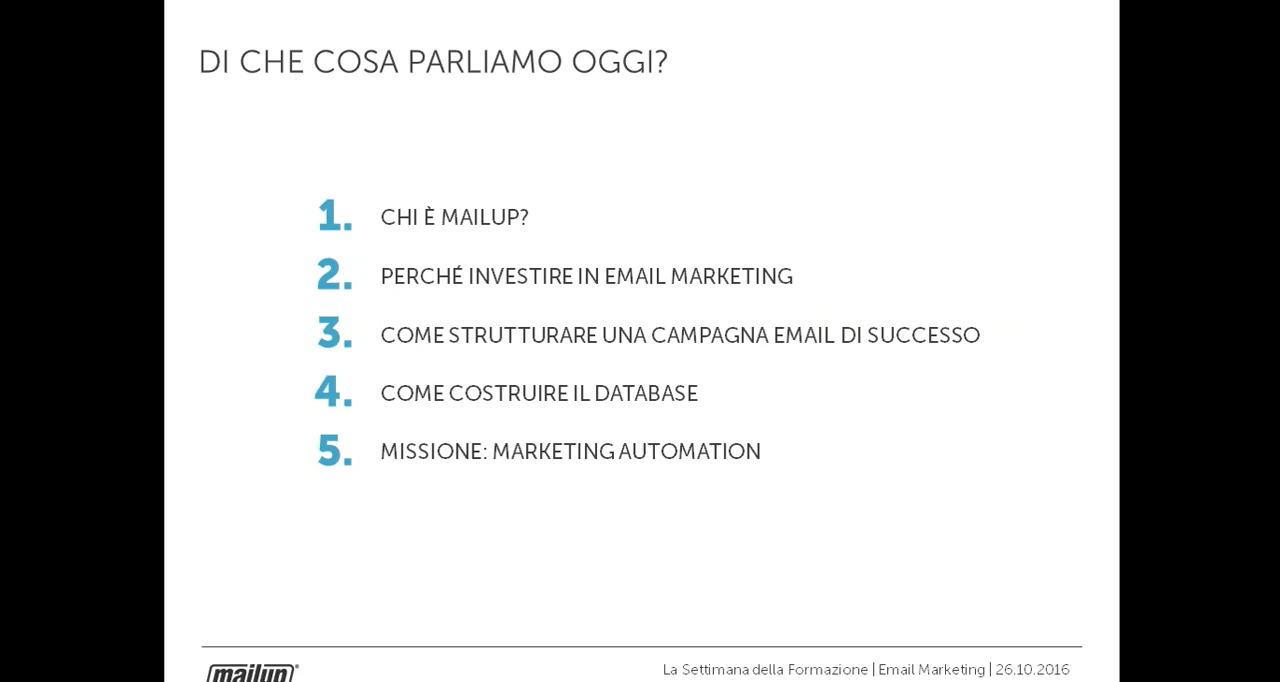 DI CHE COSA PARLIAMO OGGI?
1. CHI È MAILUP?
2. PERCHÉ INVESTIRE IN EMAIL MARKETING
3. COME STRUTTURARE UNA CAMPAGNA EMAIL DI SUCCESSO
4. COME COSTRUIRE IL DATABASE
5. MISSIONE: MARKETING AUTOMATION
mailup®
La Settimana della Formazione | Email Marketing | 26.10.2016